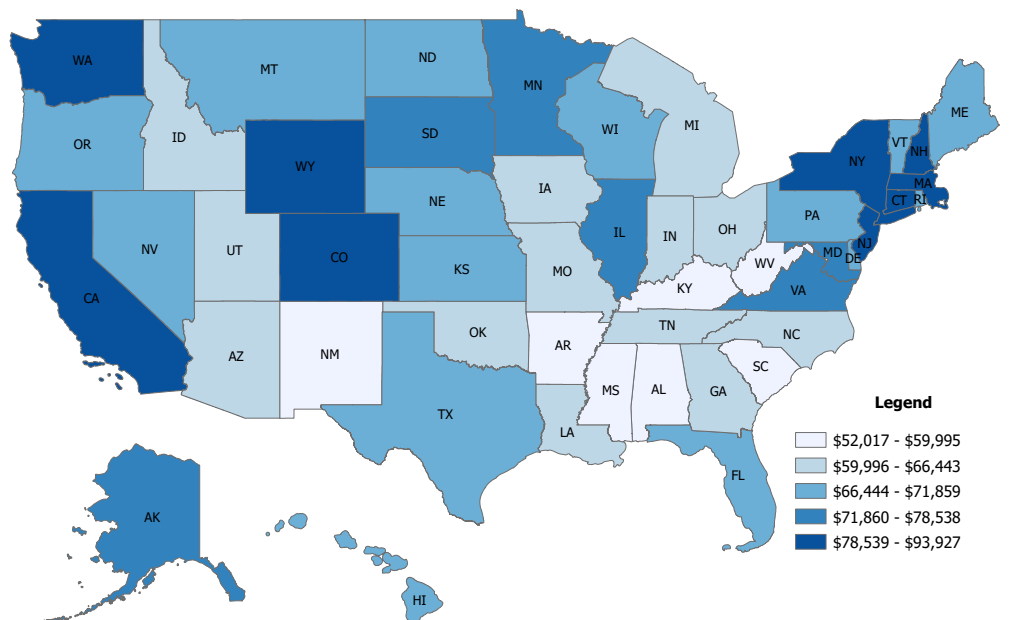 WA
MT
ND
MN
ME
OR
ID
SD
WI
MI
VT
NH
NY
WY
MA
CT
RI
IA
NE
PA
NV
UT
CO
KS
IL
IN
OH
NJ
MD
DE
MO
WV
KY
VA
CA
AZ
NM
OK
AR
TN
NC
SC
MS
AL
GA
TX
LA
FL
AK
HI
Legend
$52,017 - $59,995
$59,996 - $66,443
$66,444 - $71,859
$71,860 - $78,538
$78,539 - $93,927